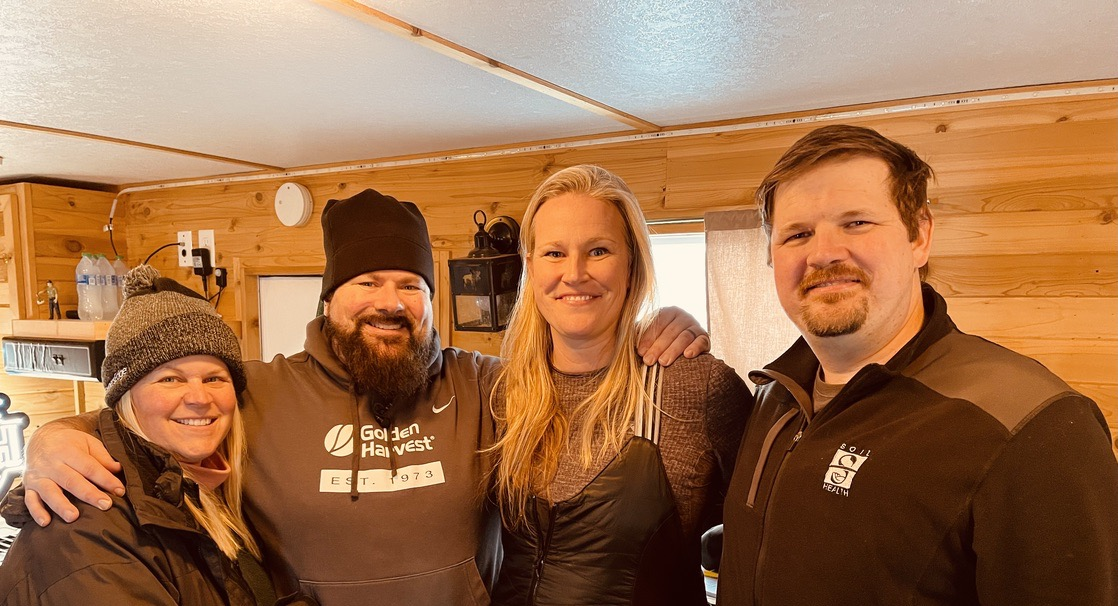 Golden
Harvest
EST. 1973
SOIL
HEALTH